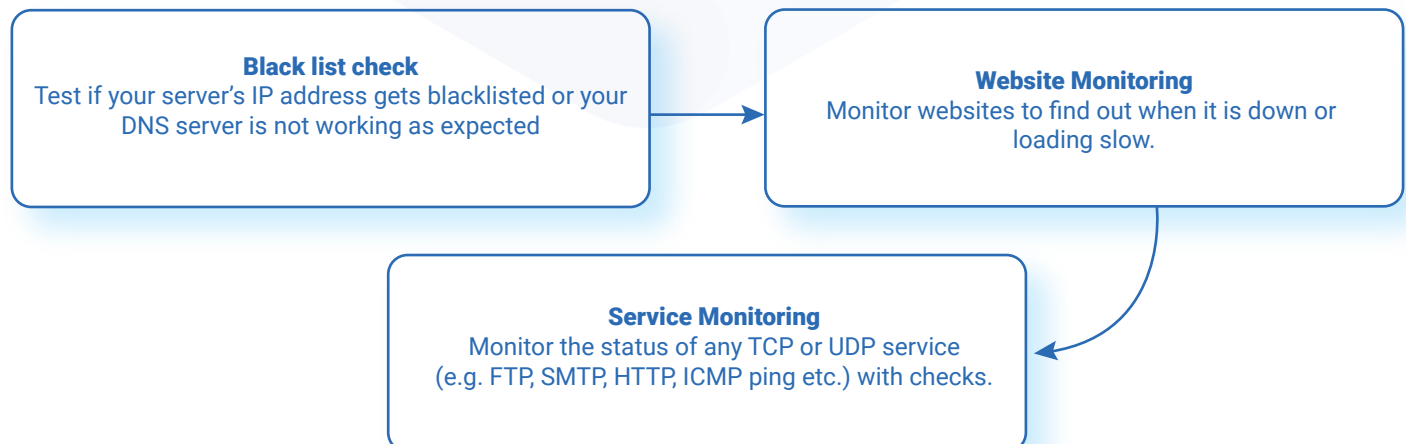 Black list check
Test if your server’s IP address gets blacklisted or your
DNS server is not working as expected
Website Monitoring
Monitor websites to find out when it is down or
loading slow.
Service Monitoring
Monitor the status of any TCP or UDP service
(e.g. FTP, SMTP, HTTP, ICMP ping etc.) with checks.